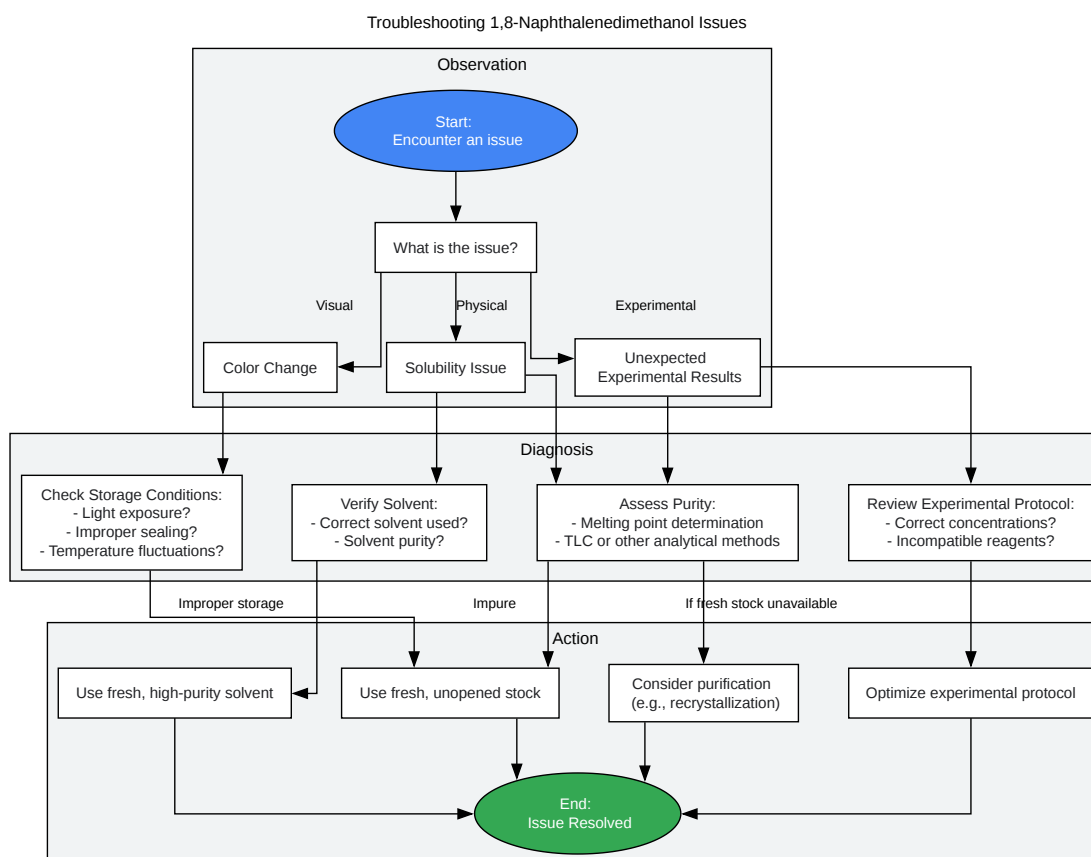 Troubleshooting 1,8-Naphthalenedimethanol Issues
Observation
Start:
Encounter an issue
What is the issue?
Visual
Physical
Experimental
Color Change
Solubility Issue
Unexpected
Experimental Results
Diagnosis
Check Storage Conditions:
- Light exposure?
- Improper sealing?
- Temperature fluctuations?
Verify Solvent:
- Correct solvent used?
- Solvent purity?
Assess Purity:
- Melting point determination
- TLC or other analytical methods
Review Experimental Protocol:
- Correct concentrations?
- Incompatible reagents?
Improper storage
Impure
If fresh stock unavailable
Action
Use fresh, high-purity solvent
Use fresh, unopened stock
Consider purification
(e.g., recrystallization)
Optimize experimental protocol
End:
Issue Resolved